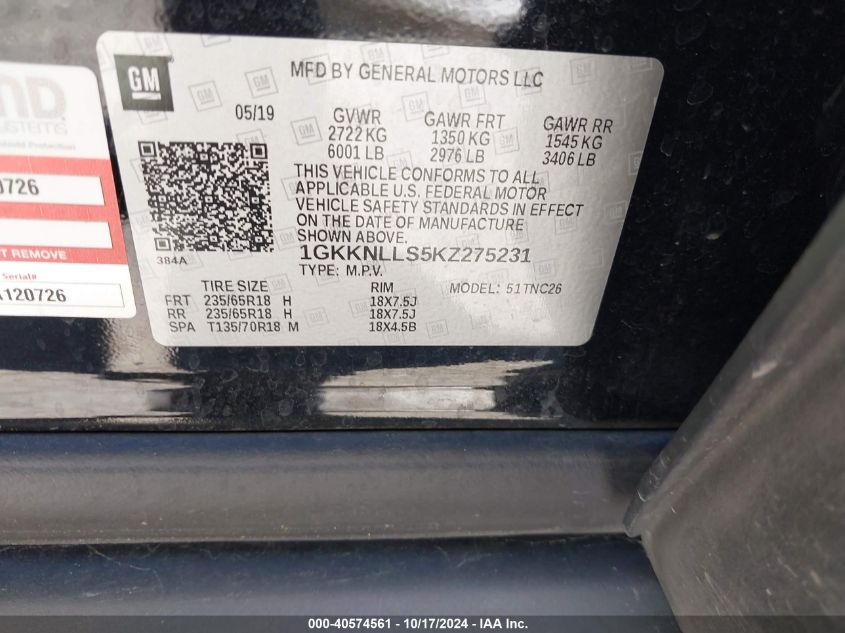 GM
MFD BY GENERAL MOTORS LLC
05/19
GVWR
2722 KG
6001 LB
GAWR FRT
1350 KG
2976 LB
GAWR RR
1545 KG
3406 LB
THIS VEHICLE CONFORMS TO ALL
APPLICABLE U.S. FEDERAL MOTOR
VEHICLE SAFETY STANDARDS IN EFFECT
ON THE DATE OF MANUFACTURE
SHOWN ABOVE.
384A
1GKKNLLS5KZ275231
TYPE: M.P.V.
MODEL: 51TNC26
TIRE SIZE RIM
FRT 235/65R18 H 18X7.5J
RR 235/65R18 H 18X7.5J
SPA T135/70R18 M 18X4.5B
0726
NOT REMOVE
Serial#
120726
000-40574561 - 10/17/2024 - IAA Inc.